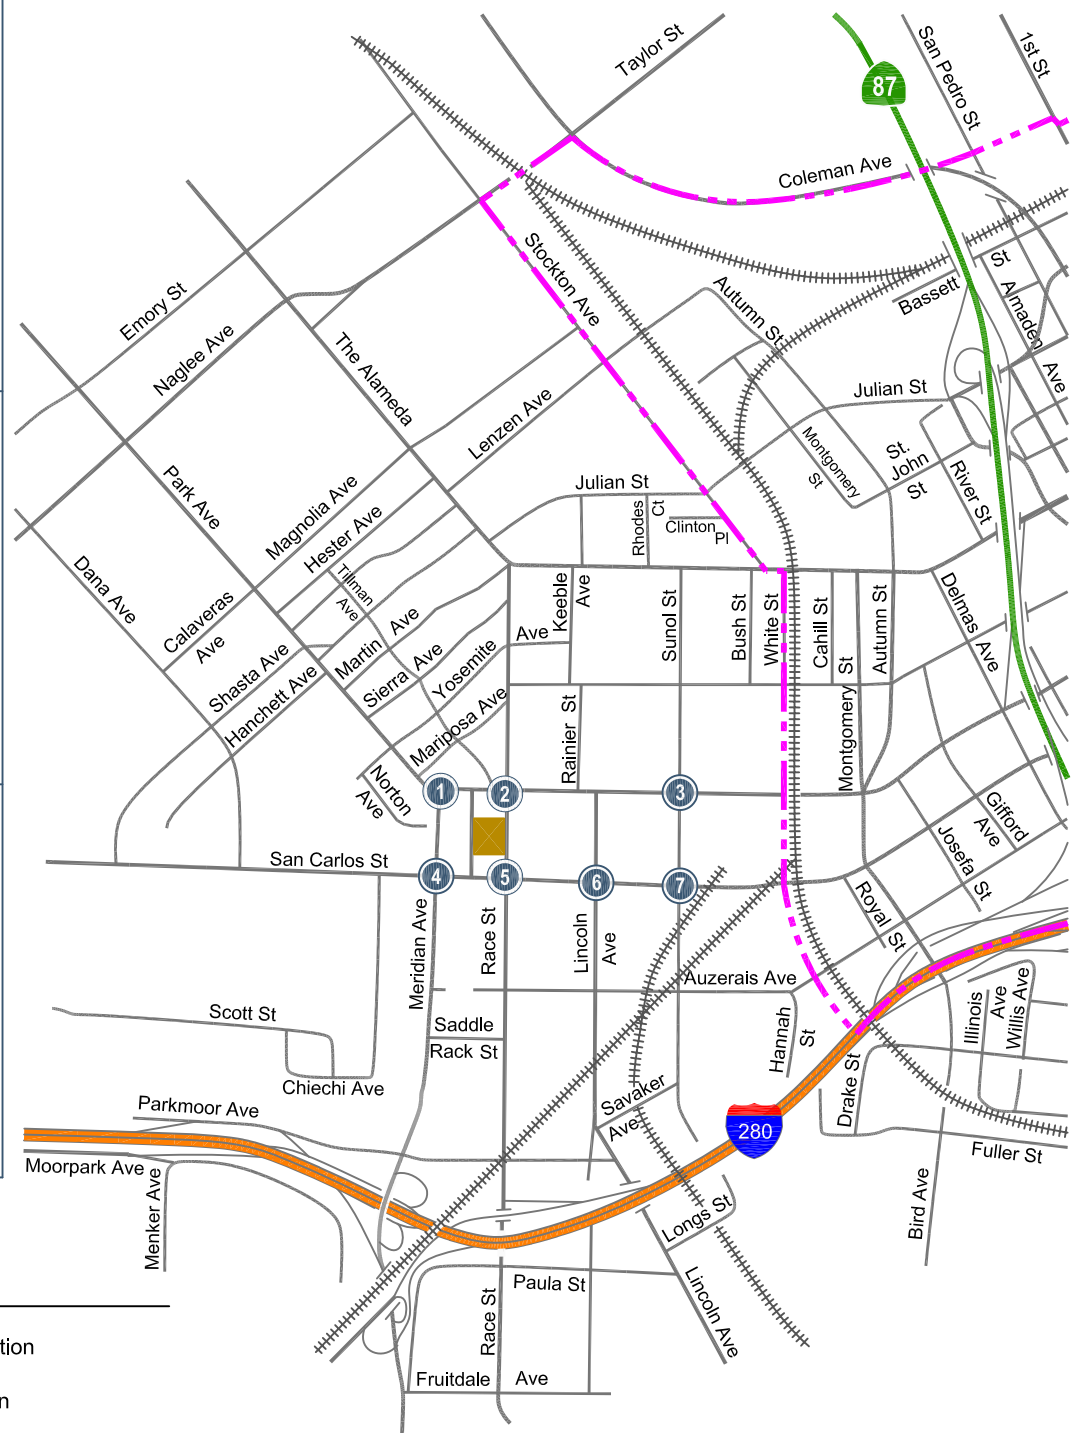 Taylor St
San Pedro St
1st St
87
Coleman Ave
Stockton Ave
Emory St
Naglee Ave
The Alameda
Autumn St
Bassett
St
Almaden
Ave
Lenzen Ave
Julian St
Park Ave
Magnolia Ave
Hester Ave
Montgomery
St
St.
John
St
River St
Julian St
Rhodes
Ct
Clinton
Pl
Dana Ave
Tillman
Ave
Calaveras
Ave
Martin Ave
Keeble
Ave
Sunol St
Bush St
White St
Cahill St
Montgomery St
Autumn St
Delmas Ave
Shasta Ave
Hanchett Ave
Sierra Ave
Yosemite
Ave
Mariposa Ave
Rainier St
Norton
Ave
1
2
3
Gifford
Ave
Josefa St
San Carlos St
4
5
6
7
Royal St
Meridian Ave
Race St
Lincoln
Ave
Auzerais Ave
Scott St
Saddle
Rack St
Chiechi Ave
Hannah
St
Illinois
Ave
Willis Ave
Drake St
Parkmoor Ave
Savaker
Ave
280
Moorpark Ave
Menker Ave
Fuller St
Bird Ave
Longs St
Paula St
Race St
Lincoln Ave
tion
Fruitdale Ave
n